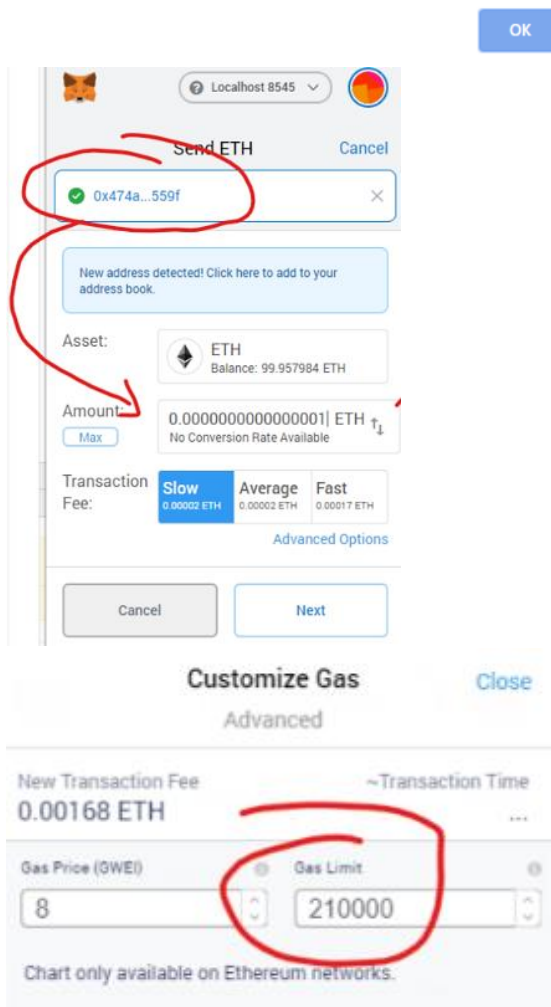 OK
Localhost 8545
Send ETH Cancel
0x474a...559f
New address detected! Click here to add to your
address book.
Asset:
ETH
Balance: 99.957984 ETH
Amount:
Max
0.0000000000000001 ETH
No Conversion Rate Available
Transaction
Fee:
Slow Average Fast
0.00002 ETH 0.00002 ETH 0.00017 ETH
Advanced Options
Cancel Next
Customize Gas Close
Advanced
New Transaction Fee ~Transaction Time
0.00168 ETH ...
Gas Price (GWEI) Gas Limit
8 210000
Chart only available on Ethereum networks.